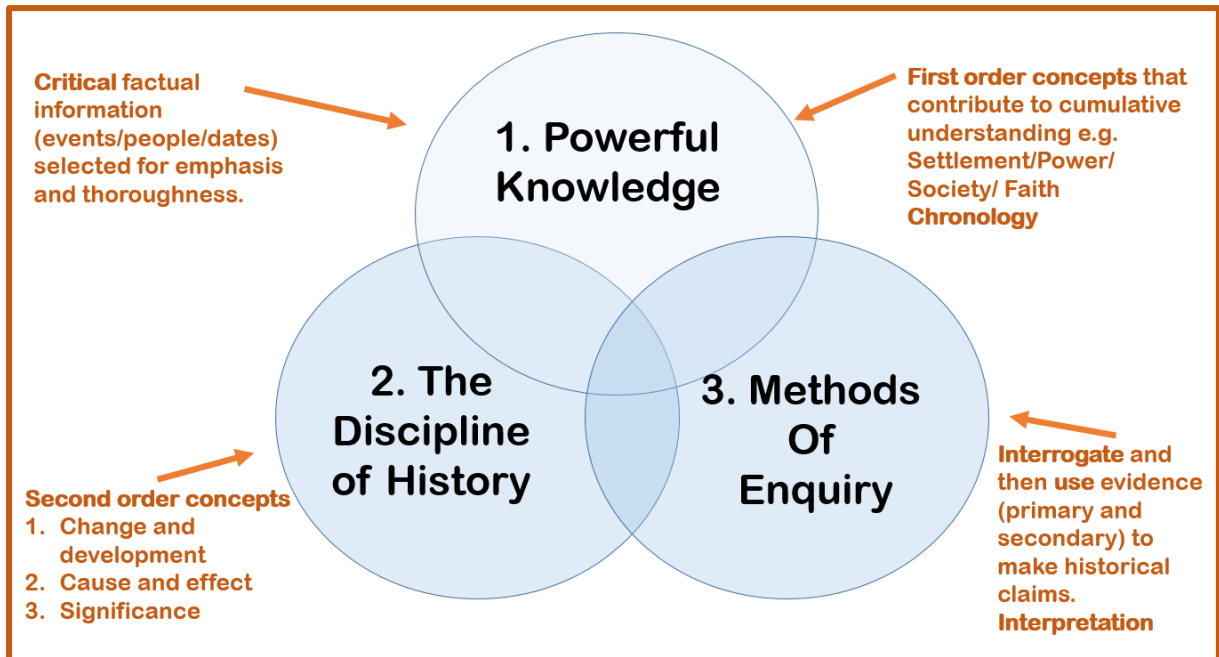 Critical factual
information
(events/people/dates)
selected for emphasis
and thoroughness.
1. Powerful
Knowledge
First order concepts that
contribute to cumulative
understanding e.g.
Settlement/Power/
Society/ Faith
Chronology
2. The
Discipline
of History
3. Methods
Of
Enquiry
Second order concepts
1. Change and
development
2. Cause and effect
3. Significance
Interrogate and
then use evidence
(primary and
secondary) to
make historical
claims.
Interpretation